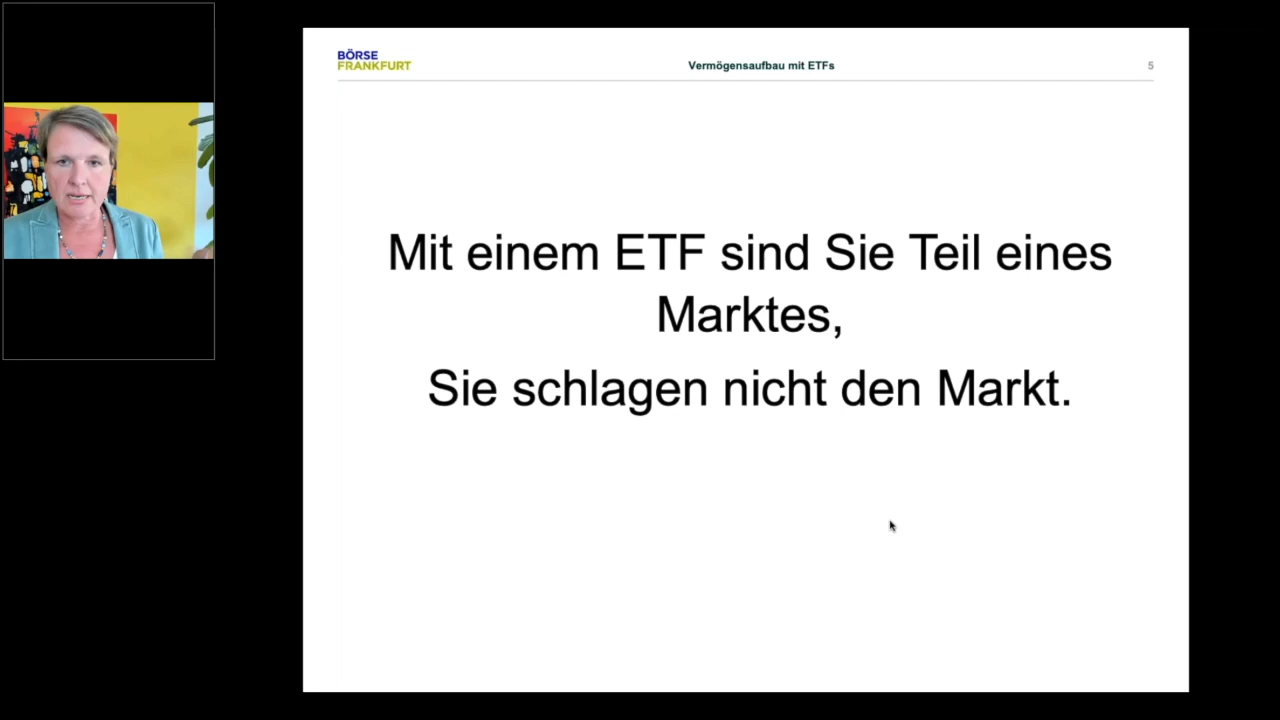 BÖRSE
FRANKFURT
Vermögensaufbau mit ETFs
5
Mit einem ETF sind Sie Teil eines
Marktes,
Sie schlagen nicht den Markt.